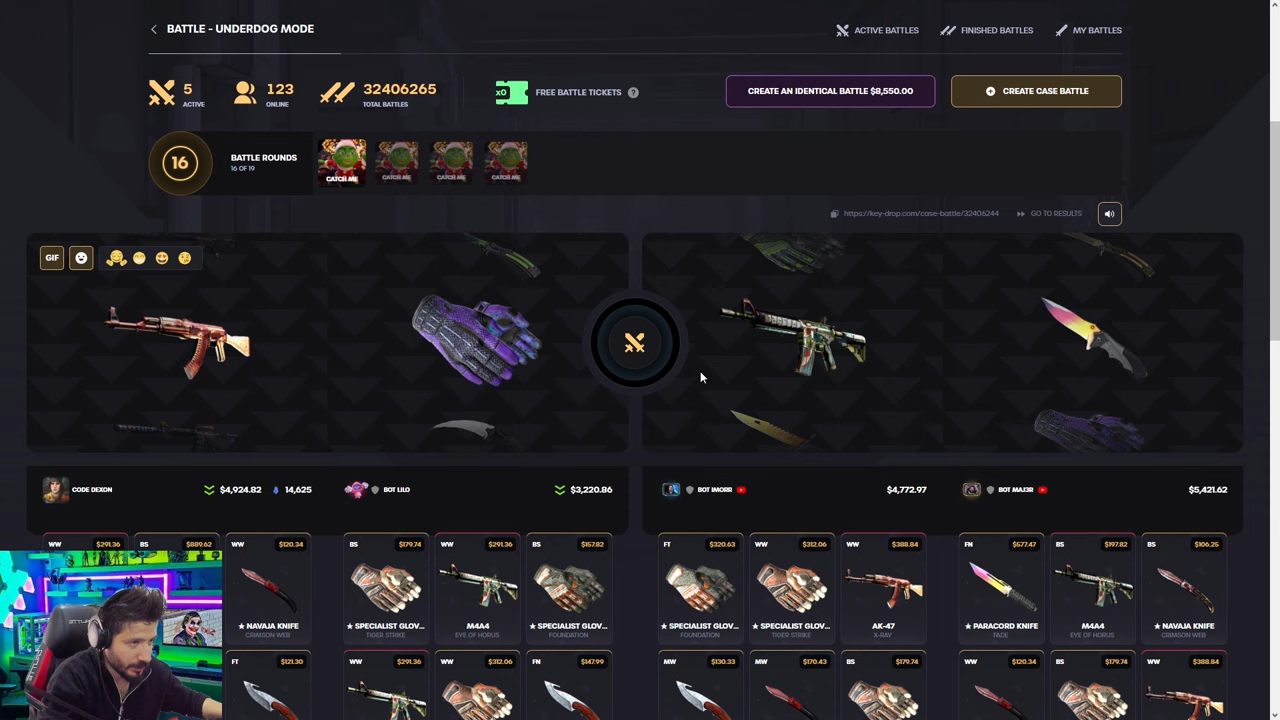 BATTLE - UNDERDOG MODE
ACTIVE BATTLES
FINISHED BATTLES
MY BATTLES
5
ACTIVE
123
ONLINE
32406265
TOTAL BATTLES
x0
FREE BATTLE TICKETS
?
CREATE AN IDENTICAL BATTLE $8,550.00
CREATE CASE BATTLE
16
BATTLE ROUNDS
16 OF 19
CATCH ME
CATCH ME
CATCH ME
CATCH ME
https://key-drop.com/case-battle/32406244
GO TO RESULTS
GIF
CODE DEXON
$4,924.82
14,625
BOT LILO
$3,220.86
BOT IMORR
$4,772.97
BOT MAJ3R
$5,421.62
WW $291.36
BS $889.62
WW $120.34
BS $179.74
WW $291.36
BS $157.82
FT $320.63
WW $312.06
WW $388.84
FN $577.47
BS $197.82
BS $106.25
★ NAVAJA KNIFE
CRIMSON WEB
★ SPECIALIST GLOV...
TIGER STRIKE
M4A4
EYE OF HORUS
★ SPECIALIST GLOV...
FOUNDATION
★ SPECIALIST GLOV...
FOUNDATION
★ SPECIALIST GLOV...
TIGER STRIKE
AK-47
X-RAY
★ PARACORD KNIFE
FADE
M4A4
EYE OF HORUS
★ NAVAJA KNIFE
CRIMSON WEB
FT $121.30
WW $291.36
WW $312.06
FN $147.99
MW $130.33
MW $170.43
BS $179.74
WW $120.34
BS $179.74
WW $388.84